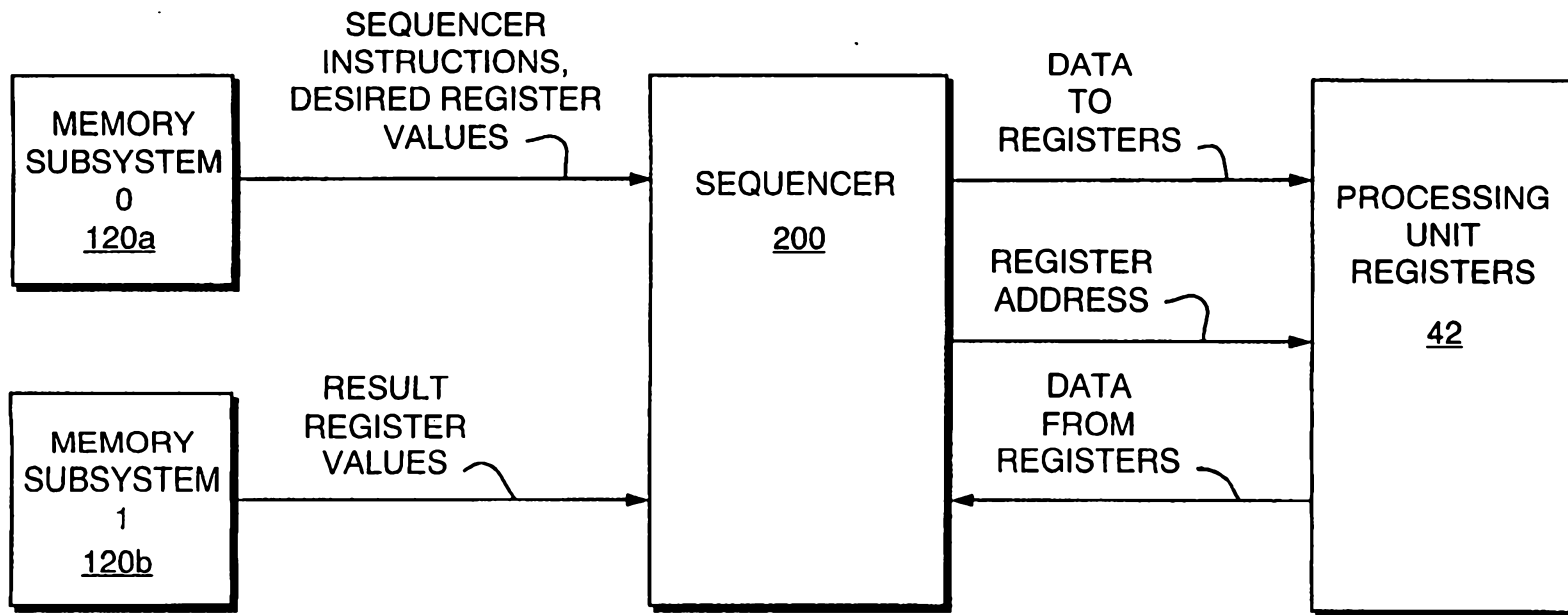 MEMORY
SUBSYSTEM
0
120a
SEQUENCER
INSTRUCTIONS,
DESIRED REGISTER
VALUES
MEMORY
SUBSYSTEM
1
120b
RESULT
REGISTER
VALUES
SEQUENCER
200
DATA
TO
REGISTERS
REGISTER
ADDRESS
DATA
FROM
REGISTERS
PROCESSING
UNIT
REGISTERS
42